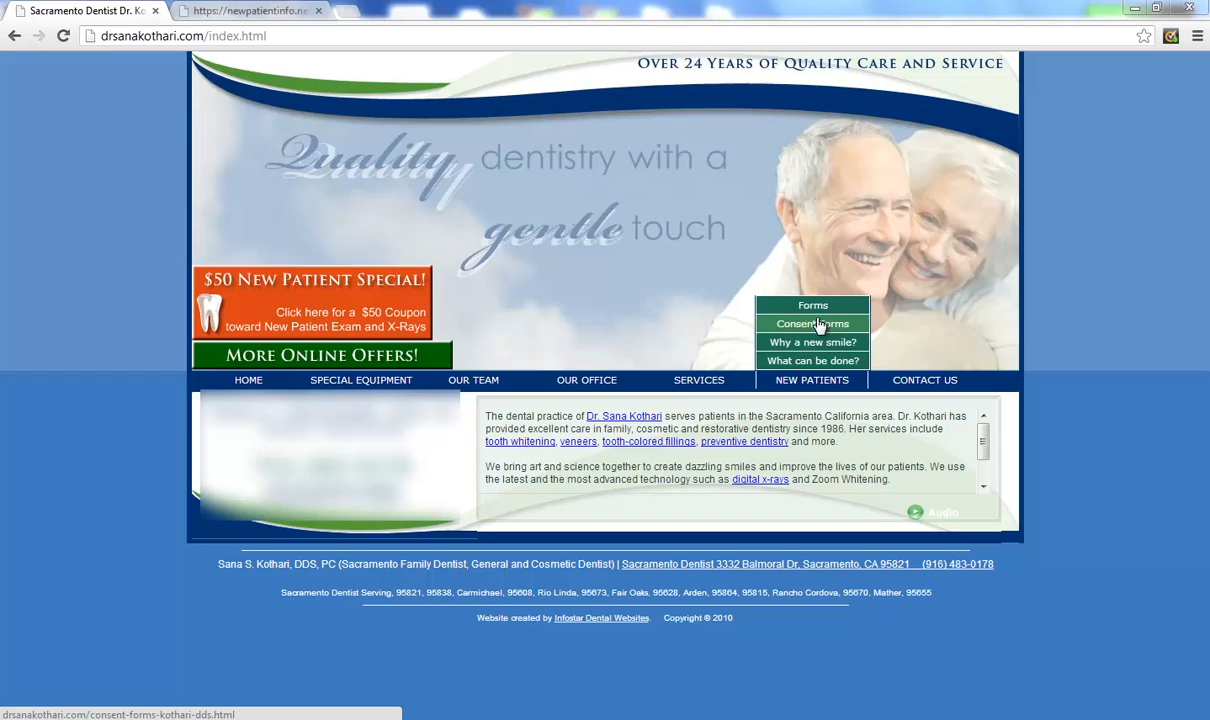 Sacramento Dentist Dr. Ko
https://newpatientinfo.ne
drsanakothari.com/index.html
OVER 24 YEARS OF QUALITY CARE AND SERVICE
Quality dentistry with a
gentle touch
$50 NEW PATIENT SPECIAL!
Click here for a $50 Coupon
toward New Patient Exam and X-Rays
MORE ONLINE OFFERS!
Forms
Consent Forms
Why a new smile?
What can be done?
HOME SPECIAL EQUIPMENT OUR TEAM OUR OFFICE SERVICES NEW PATIENTS CONTACT US
The dental practice of Dr. Sana Kothari serves patients in the Sacramento California area. Dr. Kothari has
provided excellent care in family, cosmetic and restorative dentistry since 1986. Her services include
tooth whitening, veneers, tooth-colored fillings, preventive dentistry and more.
We bring art and science together to create dazzling smiles and improve the lives of our patients. We use
the latest and the most advanced technology such as digital x-rays and Zoom Whitening.
Audio
Sana S. Kothari, DDS, PC (Sacramento Family Dentist, General and Cosmetic Dentist) | Sacramento Dentist 3332 Balmoral Dr, Sacramento, CA 95821 (916) 483-0178
Sacramento Dentist Serving, 95821, 95838, Carmichael, 95608, Rio Linda, 95673, Fair Oaks, 95628, Arden, 95864, 95815, Rancho Cordova, 95670, Mather, 95655
Website created by Infostar Dental Websites. Copyright © 2010
drsanakothari.com/consent-forms-kothari-dds.html